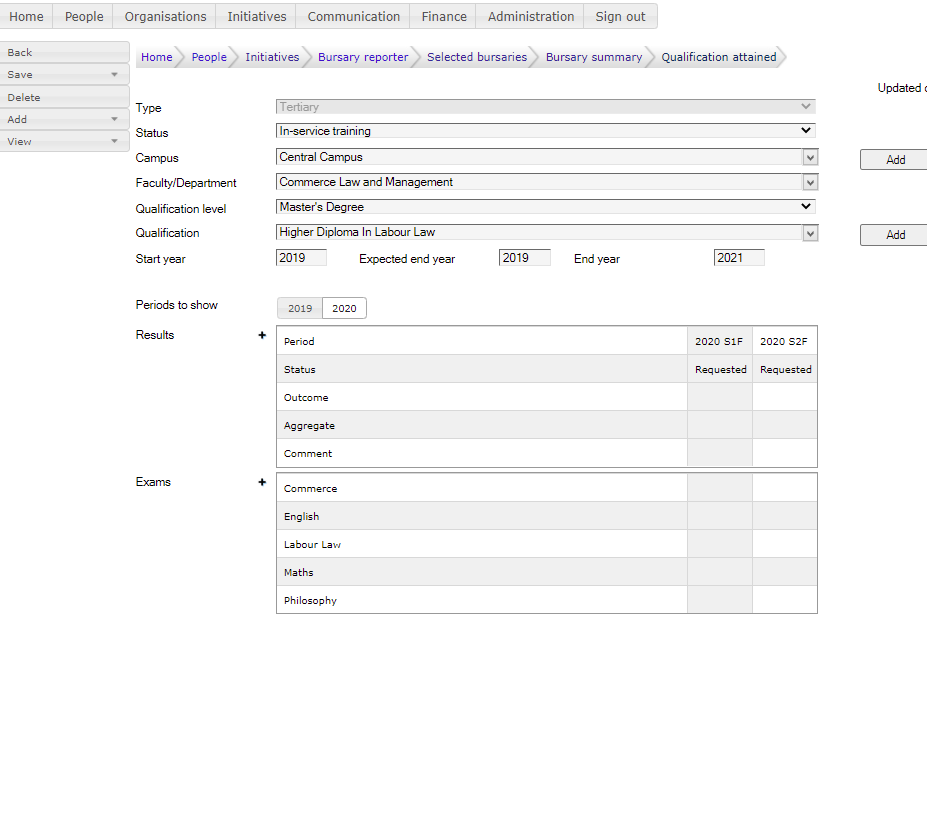 Home People Organisations Initiatives Communication Finance Administration Sign out
Back
Save
Delete
Add
View
Home People Initiatives Bursary reporter Selected bursaries Bursary summary Qualification attained
Updated
Type Tertiary
Status In-service training
Campus Central Campus Add
Faculty/Department Commerce Law and Management
Qualification level Master's Degree
Qualification Higher Diploma In Labour Law Add
Start year 2019 Expected end year 2019 End year 2021
Periods to show 2019 2020
Results + Period 2020 S1F 2020 S2F
Status Requested Requested
Outcome
Aggregate
Comment
Exams + Commerce
English
Labour Law
Maths
Philosophy